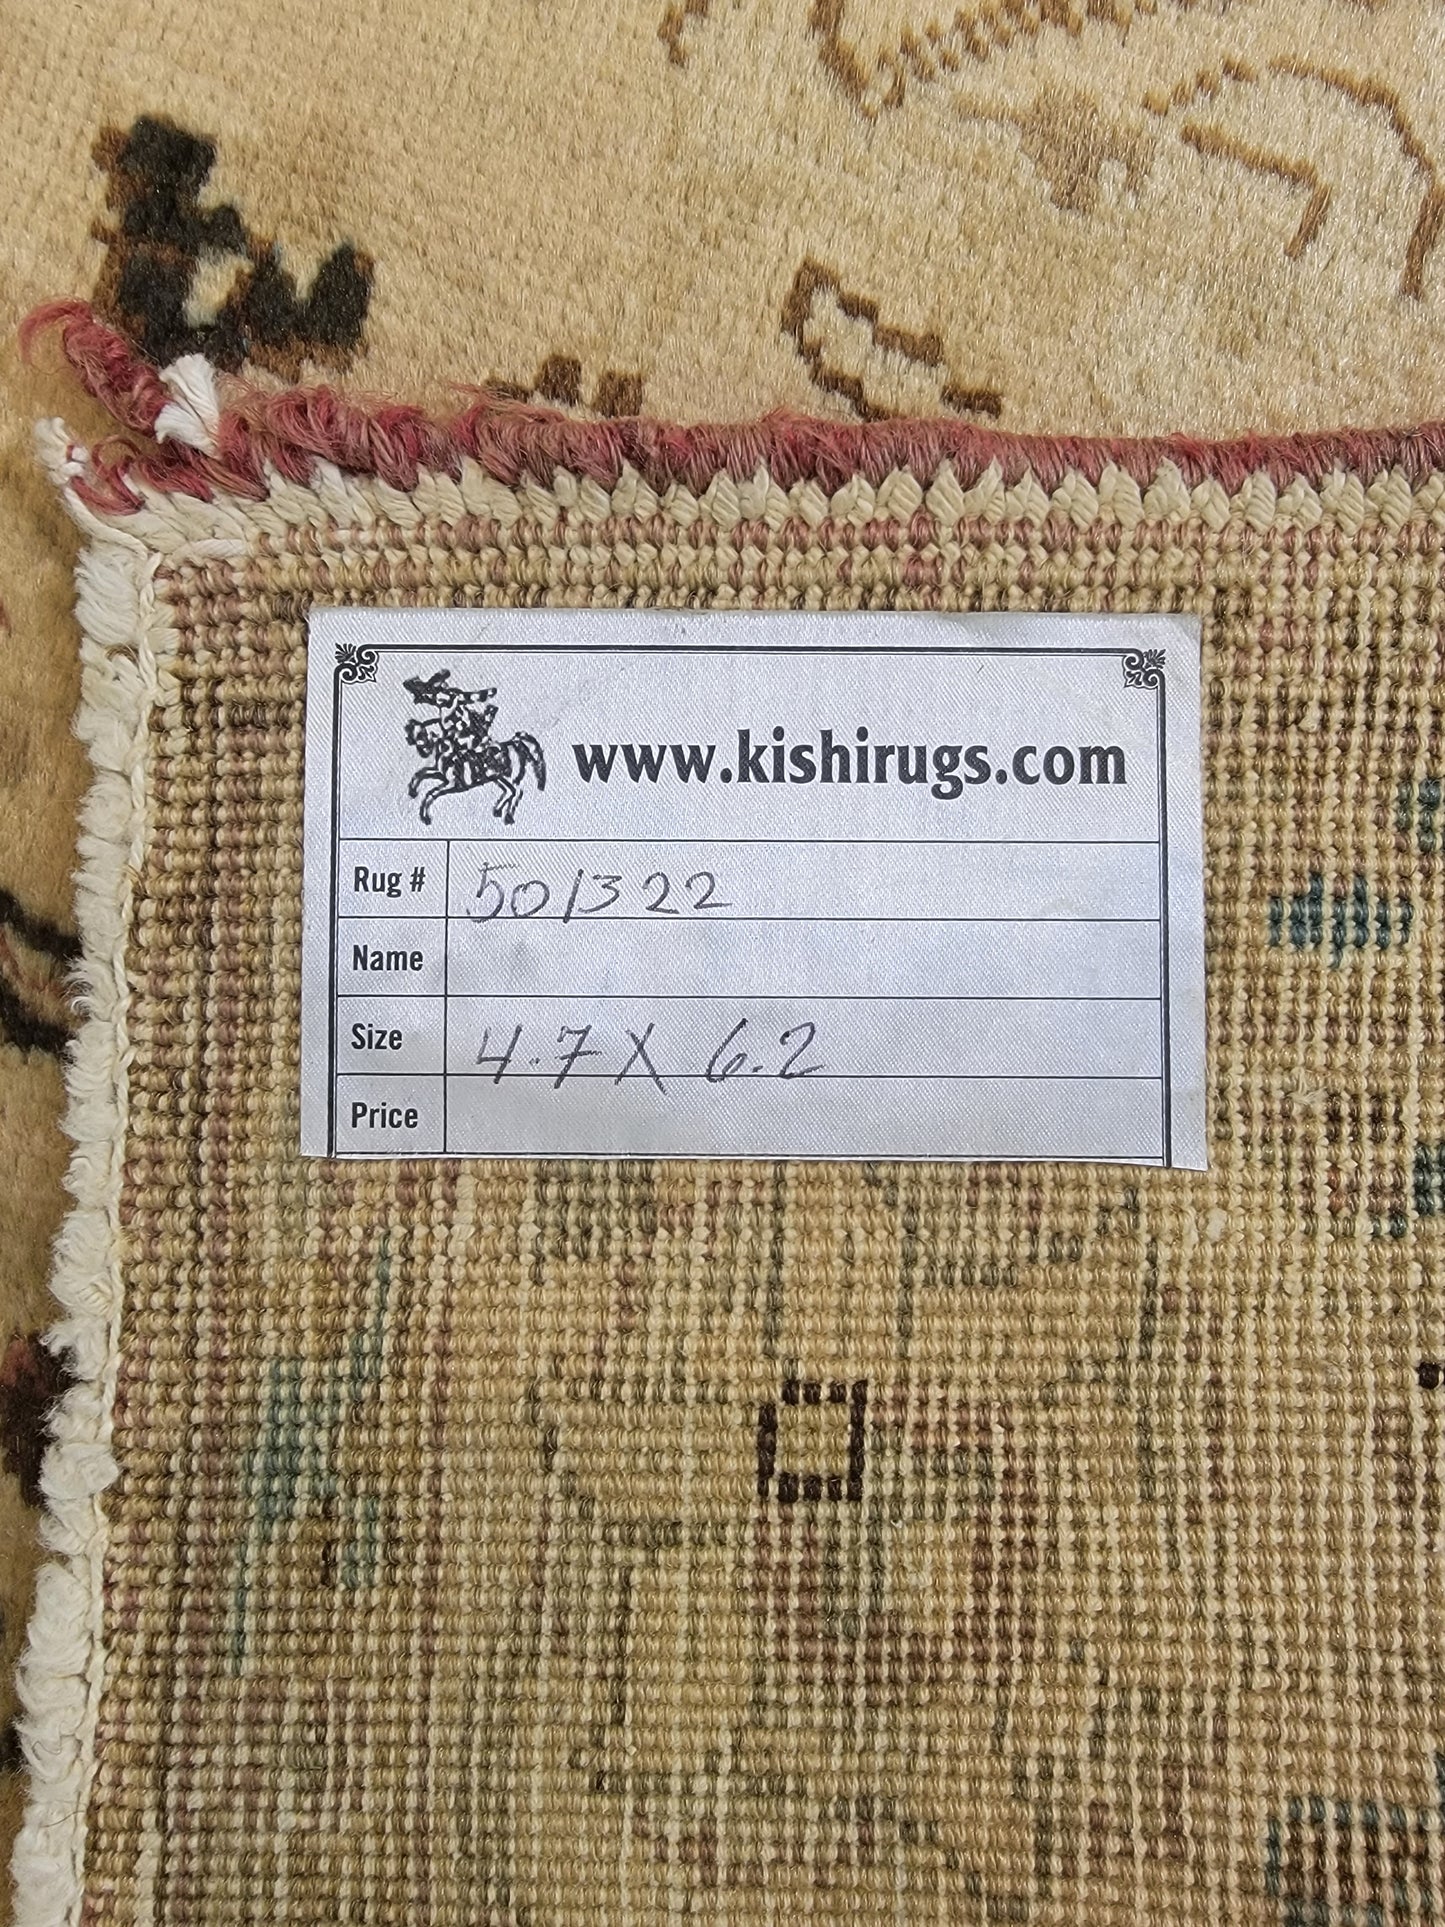 www.kishirugs.com
Rug # 501322
Name
Size 4.7 X 6.2
Price